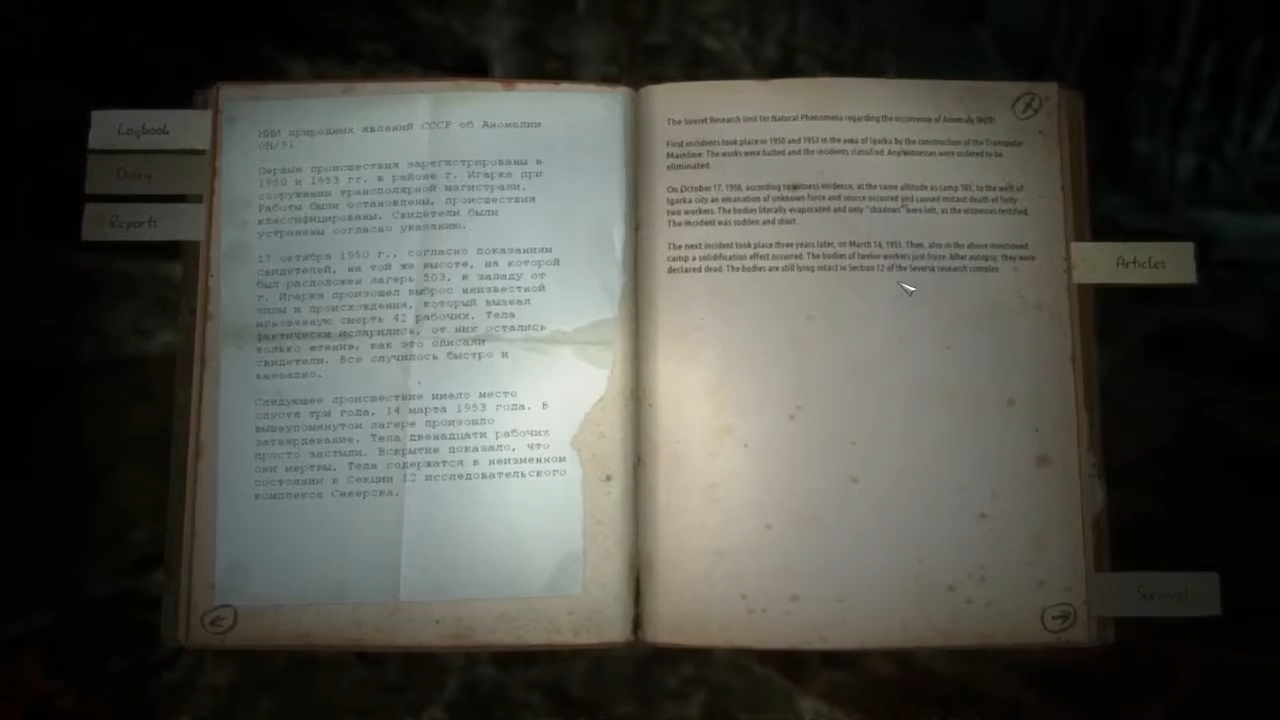 Logbook
Diary
Reports
НИИ природных явлений СССР об Аномалии
0Н/91
Первые происшествия зарегистрированы в
1950 и 1953 гг. в районе г. Игарка при
сооружении трансполярной магистрали.
Работы были остановлены, происшествия
классифицированы. Свидетели были
устранены согласно указанию.
17 октября 1950 г., согласно показаниям
свидетелей, на той же высоте, на которой
был расположен лагерь 503, к западу от
г. Игарка произошел выброс неизвестной
силы и происхождения, который вызвал
мгновенную смерть 42 рабочих. Тела
фактически испарились, от них остались
только «тени», как это описали
свидетели. Все случилось быстро и
внезапно.
Следующее происшествие имело место
спустя три года, 14 марта 1953 года. В
вышеупомянутом лагере произошло
затвердевание. Тела двенадцати рабочих
просто застыли. Вскрытие показало, что
они мертвы. Тела содержатся в неизменном
состоянии в Секции 12 исследовательского
комплекса Северска.
The Soviet Research Unit for Natural Phenomena regarding the occurrence of Anomaly
First incidents took place in 1950 and 1953 in the area of Igarka by the construction of the Transpolar
Mainline. The works were halted and the incidents classified. Any witnesses were ordered to be
eliminated.
On October 17, 1950, according to witness evidence, at the same altitude as camp 503, to the west of
Igarka city an emanation of unknown force and source occurred and caused instant death of forty-
two workers. The bodies literally evaporated and only "shadows" were left, as the witnesses testified.
The incident was sudden and short.
The next incident took place three years later, on March 14, 1953. Then, also in the above mentioned
camp a solidification effect occurred. The bodies of twelve workers just froze. After autopsy, they were
declared dead. The bodies are still lying intact in Section 12 of the Seversk research complex.
Articles